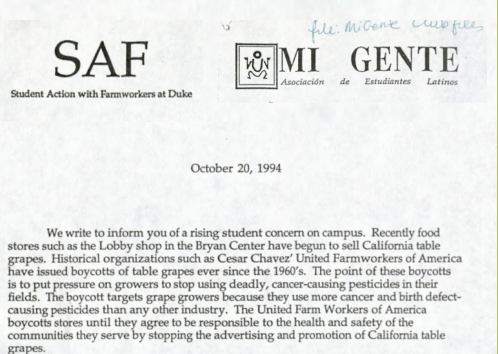 file: MiGente club files
SAF
Student Action with Farmworkers at Duke
MI GENTE
Asociación de Estudiantes Latinos
October 20, 1994
We write to inform you of a rising student concern on campus. Recently food
stores such as the Lobby shop in the Bryan Center have begun to sell California table
grapes. Historical organizations such as Cesar Chavez' United Farmworkers of America
have issued boycotts of table grapes ever since the 1960's. The point of these boycotts
is to put pressure on growers to stop using deadly, cancer-causing pesticides in their
fields. The boycott targets grape growers because they use more cancer and birth defect-
causing pesticides than any other industry. The United Farm Workers of America
boycotts stores until they agree to be responsible to the health and safety of the
communities they serve by stopping the advertising and promotion of California table
grapes.